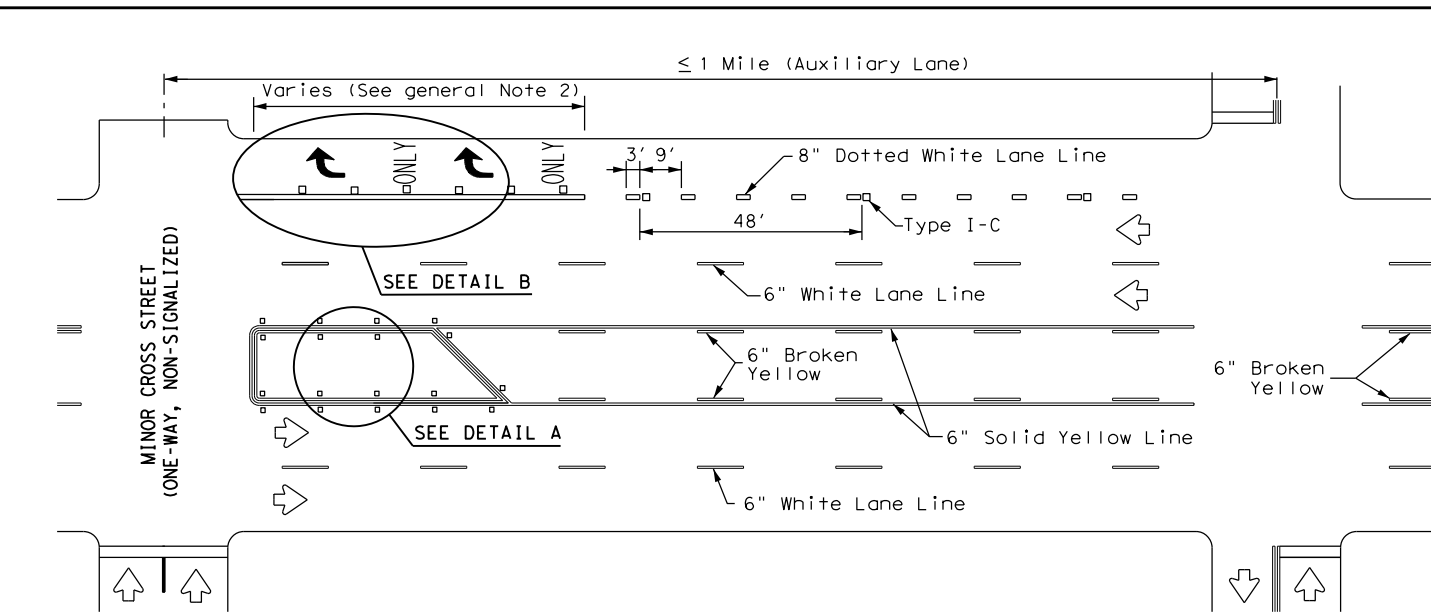 ≤ 1 Mile (Auxiliary Lane)
Varies (See general Note 2)
ONLY
ONLY
3' 9'
8" Dotted White Lane Line
48'
Type I-C
SEE DETAIL B
6" White Lane Line
MINOR CROSS STREET
(ONE-WAY, NON-SIGNALIZED)
6" Broken
Yellow
6" Broken
Yellow
SEE DETAIL A
6" Solid Yellow Line
6" White Lane Line